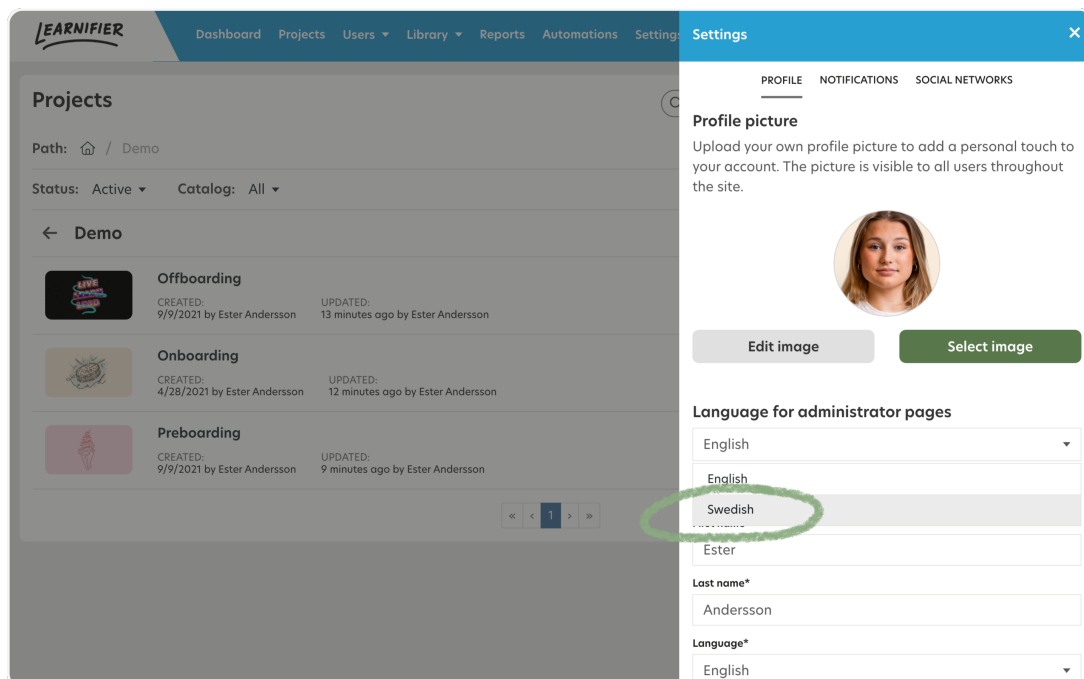 LEARNIFIER
Dashboard Projects Users Library Reports Automations Settings
Projects
Path: / Demo
Status: Active Catalog: All
Demo
LIVE
Offboarding
CREATED: UPDATED:
9/9/2021 by Ester Andersson 13 minutes ago by Ester Andersson
Onboarding
CREATED: UPDATED:
4/28/2021 by Ester Andersson 12 minutes ago by Ester Andersson
Preboarding
CREATED: UPDATED:
9/9/2021 by Ester Andersson 9 minutes ago by Ester Andersson
« < 1 > »
Settings ×
PROFILE NOTIFICATIONS SOCIAL NETWORKS
Profile picture
Upload your own profile picture to add a personal touch to
your account. The picture is visible to all users throughout
the site.
Edit image Select image
Language for administrator pages
English
English
Swedish
Ester
Last name*
Andersson
Language*
English